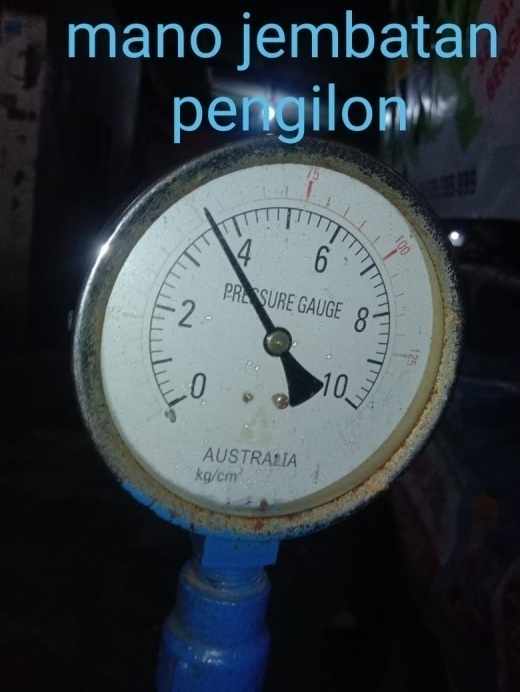 mano jembatan
pengilon
75
100
125
4
6
2
8
0
10
PRESSURE GAUGE
AUSTRALIA
kg/cm²